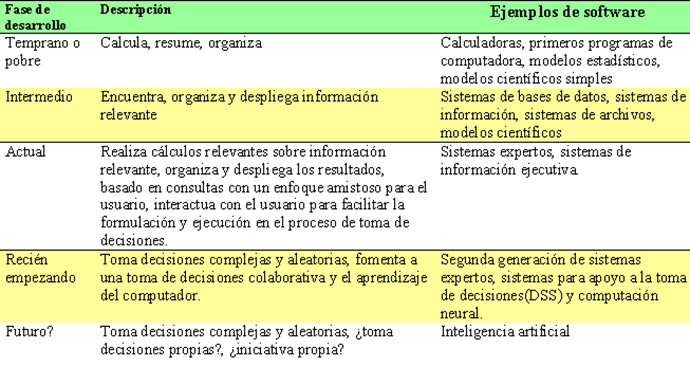 Fase de desarrollo Descripción Ejemplos de software
Temprano o pobre Calcula, resume, organiza Calculadoras, primeros programas de
computadora, modelos estadísticos,
modelos científicos simples
Intermedio Encuentra, organiza y despliega información
relevante
Sistemas de bases de datos, sistemas de
información, sistemas de archivos,
modelos científicos
Actual Realiza cálculos relevantes sobre información
relevante, organiza y despliega los resultados,
basado en consultas con un enfoque amistoso para el
usuario, interactua con el usuario para facilitar la
formulación y ejecución en el proceso de toma de
decisiones.
Sistemas expertos, sistemas de
información ejecutiva.
Recién
empezando
Toma decisiones complejas y aleatorias, fomenta a
una toma de decisiones colaborativa y el aprendizaje
del computador.
Segunda generación de sistemas
expertos, sistemas para apoyo a la toma
de decisiones(DSS) y computación
neural.
Futuro? Toma decisiones complejas y aleatorias, ¿toma
decisiones propias?, ¿iniciativa propia?
Inteligencia artificial